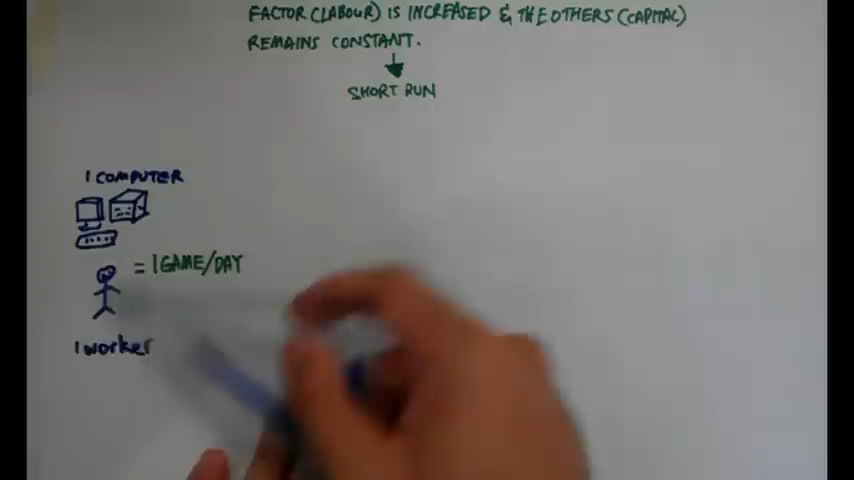 FACTOR (LABOUR) IS INCREASED & THE OTHERS (CAPITAL)
REMAINS CONSTANT.
SHORT RUN
1 COMPUTER
= 1 GAME/DAY
1 worker